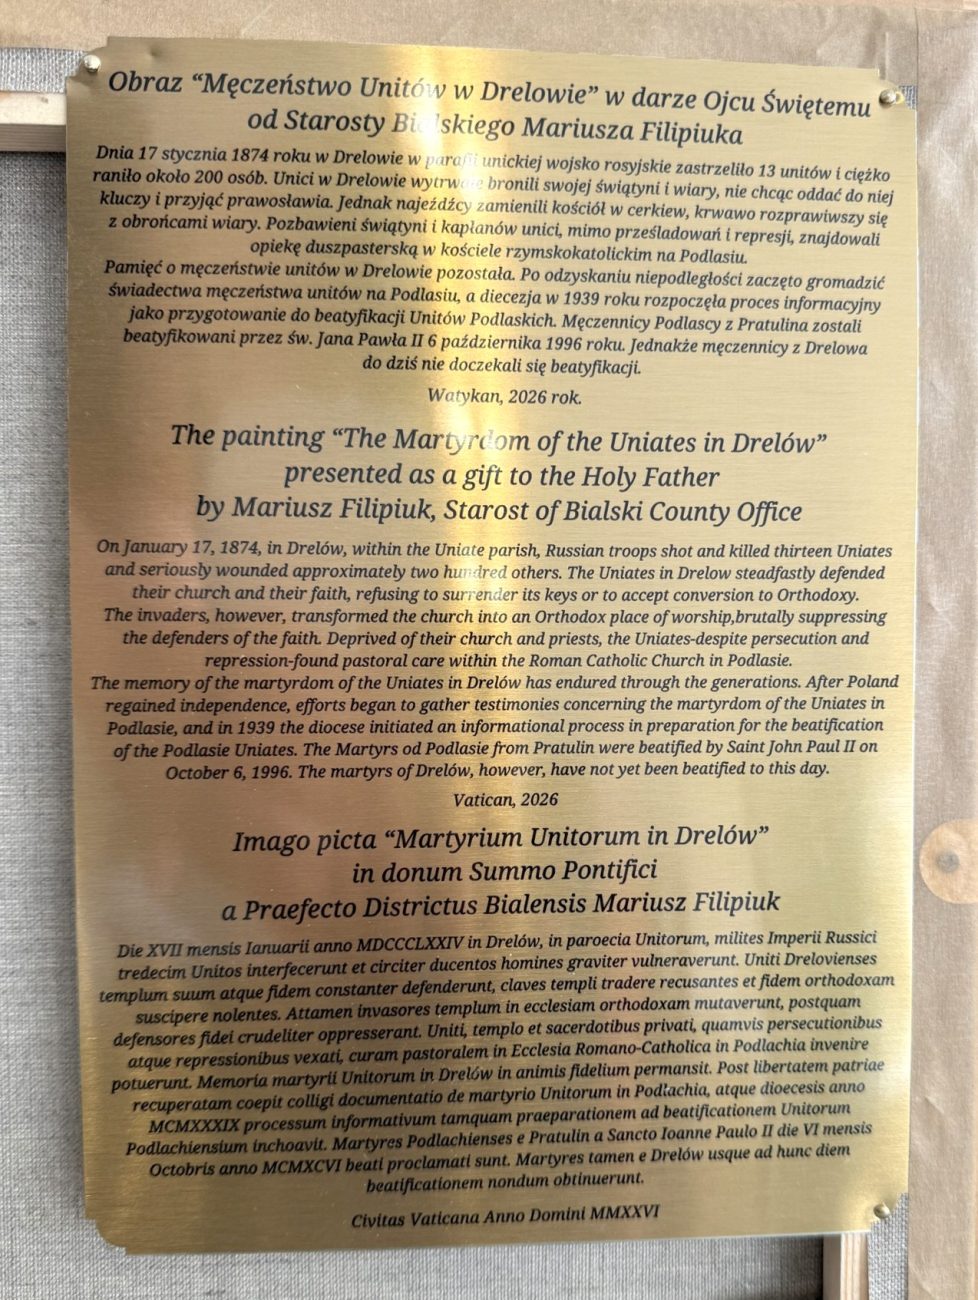 Obraz “Męczeństwo Unitów w Drelowie” w darze Ojcu Świętemu
od Starosty Bialskiego Mariusza Filipiuka
Dnia 17 stycznia 1874 roku w Drelowie w parafii unickiej wojsko rosyjskie zastrzeliło 13 unitów i ciężko
raniło około 200 osób. Unici w Drelowie wytrwale bronili swojej świątyni i wiary, nie chcąc oddać do niej
kluczy i przyjąć prawosławia. Jednak najeźdźcy zamienili kościół w cerkiew, krwawo rozprawiwszy się
z obrońcami wiary. Pozbawieni świątyni i kapłanów unici, mimo prześladowań i represji, znajdowali
opiekę duszpasterską w kościele rzymskokatolickim na Podlasiu.
Pamięć o męczeństwie unitów w Drelowie pozostała. Po odzyskaniu niepodległości zaczęto gromadzić
świadectwa męczeństwa unitów na Podlasiu, a diecezja w 1939 roku rozpoczęła proces informacyjny
jako przygotowanie do beatyfikacji Unitów Podlaskich. Męczennicy Podlascy z Pratulina zostali
beatyfikowani przez św. Jana Pawła II 6 października 1996 roku. Jednakże męczennicy z Drelowa
do dziś nie doczekali się beatyfikacji.
Watykan, 2026 rok.
The painting “The Martyrdom of the Uniates in Drelów”
presented as a gift to the Holy Father
by Mariusz Filipiuk, Starost of Bialski County Office
On January 17, 1874, in Drelów, within the Uniate parish, Russian troops shot and killed thirteen Uniates
and seriously wounded approximately two hundred others. The Uniates in Drelow steadfastly defended
their church and their faith, refusing to surrender its keys or to accept conversion to Orthodoxy.
The invaders, however, transformed the church into an Orthodox place of worship,brutally suppressing
the defenders of the faith. Deprived of their church and priests, the Uniates-despite persecution and
repression-found pastoral care within the Roman Catholic Church in Podlasie.
The memory of the martyrdom of the Uniates in Drelów has endured through the generations. After Poland
regained independence, efforts began to gather testimonies concerning the martyrdom of the Uniates in
Podlasie, and in 1939 the diocese initiated an informational process in preparation for the beatification
of the Podlasie Uniates. The Martyrs od Podlasie from Pratulin were beatified by Saint John Paul II on
October 6, 1996. The martyrs of Drelów, however, have not yet been beatified to this day.
Vatican, 2026
Imago picta “Martyrium Unitorum in Drelów”
in donum Summo Pontifici
a Praefecto Districtus Bialensis Mariusz Filipiuk
Die XVII mensis Ianuarii anno MDCCCLXXIV in Drelów, in paroecia Unitorum, milites Imperii Russici
tredecim Unitos interfecerunt et circiter ducentos homines graviter vulneraverunt. Uniti Drelovienses
templum suum atque fidem constanter defenderunt, claves templi tradere recusantes et fidem orthodoxam
suscipere nolentes. Attamen invasores templum in ecclesiam orthodoxam mutaverunt, postquam
defensores fidei crudeliter oppresserant. Uniti, templo et sacerdotibus privati, quamvis persecutionibus
atque repressionibus vexati, curam pastoralem in Ecclesia Romano-Catholica in Podlachia invenire
potuerunt. Memoria martyrii Unitorum in Drelów in animis fidelium permansit. Post libertatem patriae
recuperatam coepit colligi documentatio de martyrio Unitorum in Podlachia, atque dioecesis anno
MCMXXXIX processum informativum tamquam praeparationem ad beatificationem Unitorum
Podlachiensium inchoavit. Martyres Podlachienses e Pratulin a Sancto Ioanne Paulo II die VI mensis
Octobris anno MCMXCVI beati proclamati sunt. Martyres tamen e Drelów usque ad hunc diem
beatificationem nondum obtinuerunt.
Civitas Vaticana Anno Domini MMXXVI